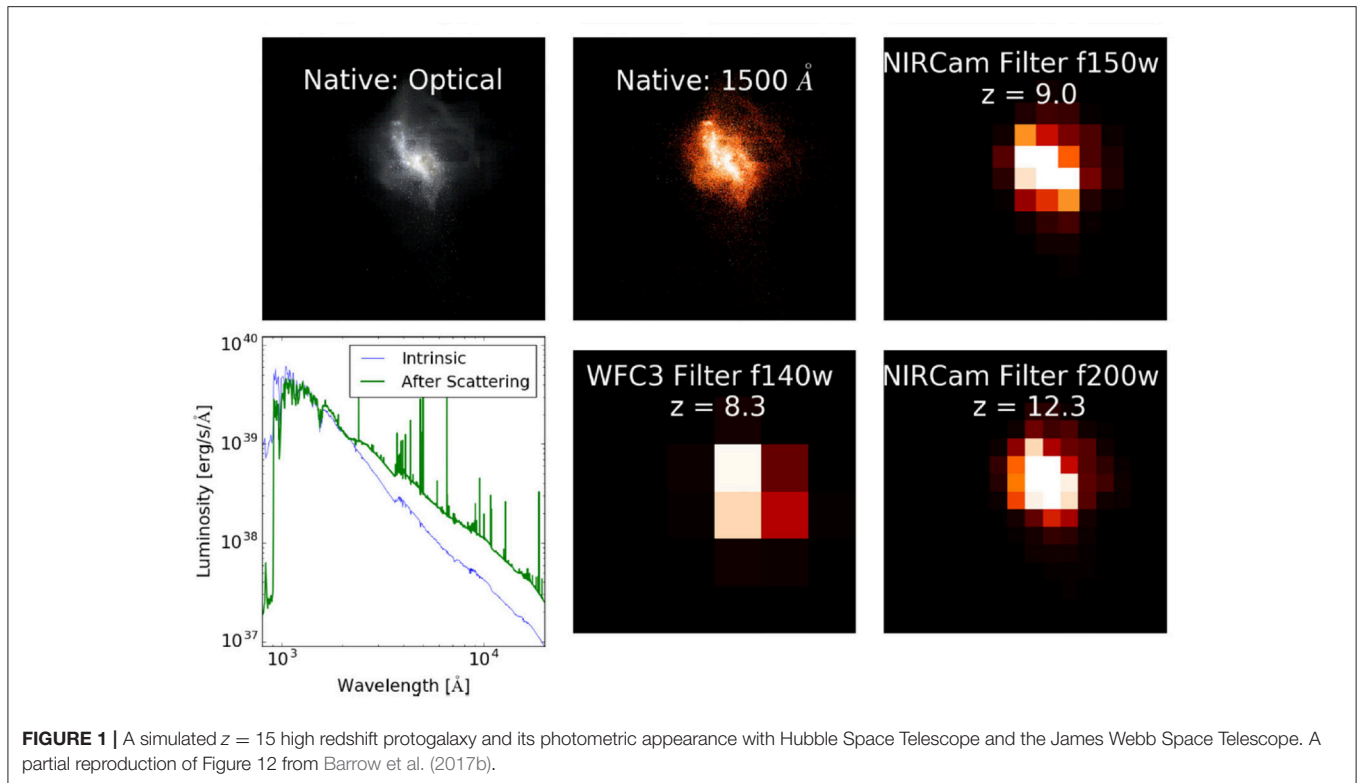 Native: Optical
Native: 1500 Å
NIRCam Filter f150w
z = 9.0
10^40
10^39
10^38
10^37
Luminosity [erg/s/Å]
Intrinsic
After Scattering
10^3
10^4
Wavelength [Å]
WFC3 Filter f140w
z = 8.3
NIRCam Filter f200w
z = 12.3
FIGURE 1 | A simulated z = 15 high redshift protogalaxy and its photometric appearance with Hubble Space Telescope and the James Webb Space Telescope. A
partial reproduction of Figure 12 from Barrow et al. (2017b).